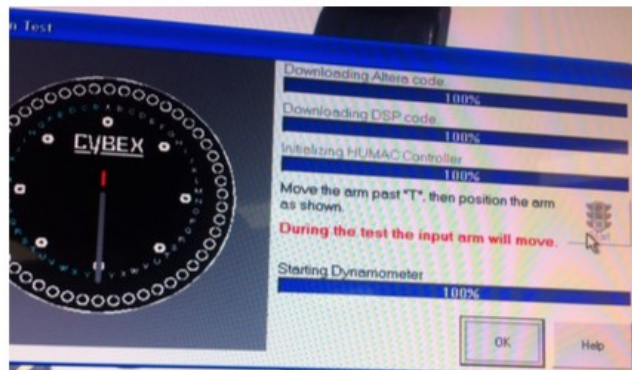 n Test
CYBEX
Downloading Altera code
100%
Downloading DSP code
100%
Initializing HUMAC Controller
100%
Move the arm past "T", then position the arm
as shown.
During the test the input arm will move.
Starting Dynamometer
100%
OK
Help